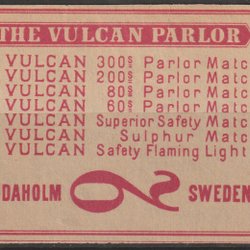 THE VULCAN PARLOR
VULCAN 300s Parlor Matc
VULCAN 200s Parlor Matc
VULCAN 80s Parlor Matc
VULCAN 60s Parlor Matc
VULCAN Superior Safety Matc
VULCAN Sulphur Matc
VULCAN Safety Flaming Light
DAHOLM SWEDEN